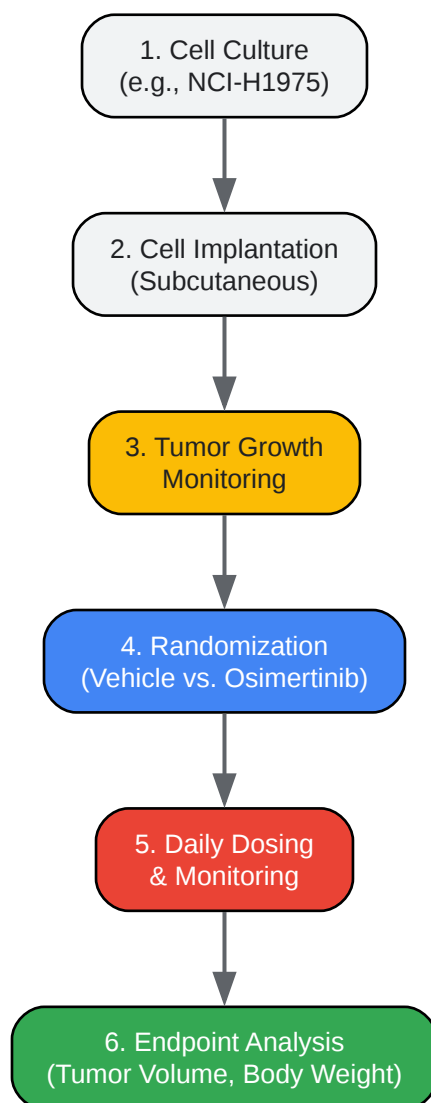 1. Cell Culture
(e.g., NCI-H1975)
2. Cell Implantation
(Subcutaneous)
3. Tumor Growth
Monitoring
4. Randomization
(Vehicle vs. Osimertinib)
5. Daily Dosing
& Monitoring
6. Endpoint Analysis
(Tumor Volume, Body Weight)